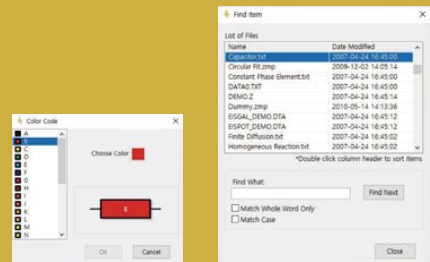 Find Item
List of Files
Name Date Modified
Capacitor.txt 2007-04-24 16:45:00
Circular Fit.zmp 2009-12-02 14:05:14
Constant Phase Element.txt 2007-04-24 16:45:00
DATA0.TXT 2007-04-24 16:45:00
DEMO.Z 2007-04-24 16:45:14
Dummy.zmp 2010-05-14 14:13:36
EISGAL_DEMO.DTA 2007-04-24 16:45:12
EISPOT_DEMO.DTA 2007-04-24 16:45:12
Finite Diffusion.txt 2007-04-24 16:45:02
Homogeneous Reaction.txt 2007-04-24 16:45:02
*Double click column header to sort items
Find What:
Find Next
Match Whole Word Only
Match Case
Close
Color Code
A
S
C
D
E
F
G
H
I
J
K
L
M
N
Choose Color
S
OK Cancel